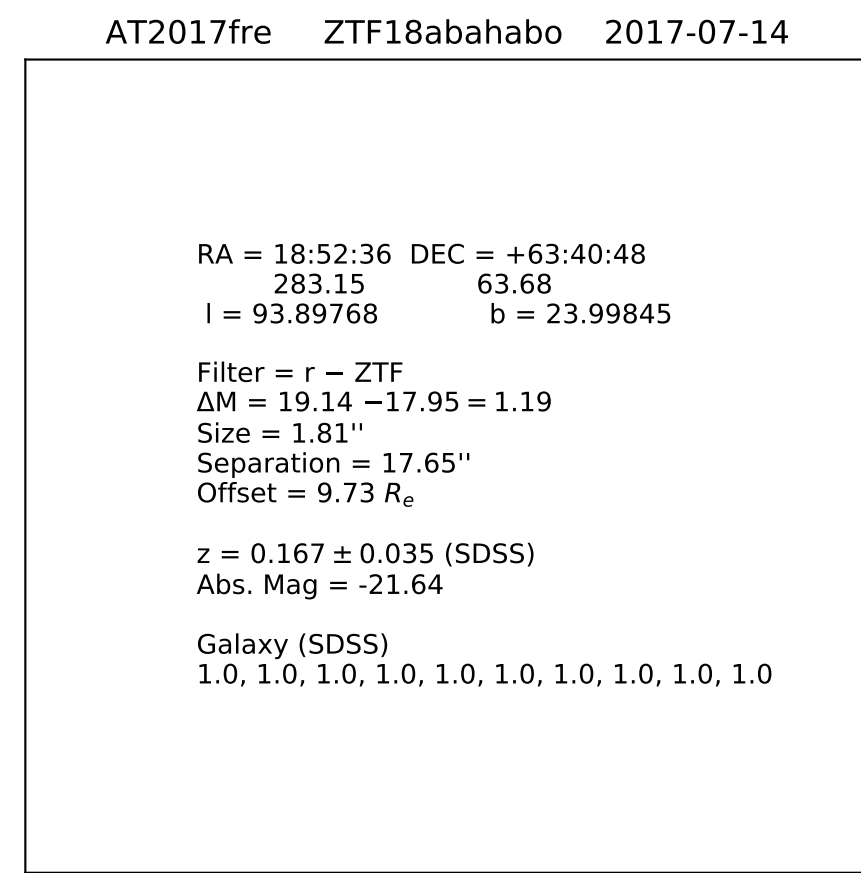 AT2017fre ZTF18abahabo 2017-07-14
RA = 18:52:36 DEC = +63:40:48
283.15 63.68
l = 93.89768 b = 23.99845
Filter = r − ZTF
ΔM = 19.14 −17.95 = 1.19
Size = 1.81''
Separation = 17.65''
Offset = 9.73 Re
z = 0.167 ± 0.035 (SDSS)
Abs. Mag = -21.64
Galaxy (SDSS)
1.0, 1.0, 1.0, 1.0, 1.0, 1.0, 1.0, 1.0, 1.0, 1.0